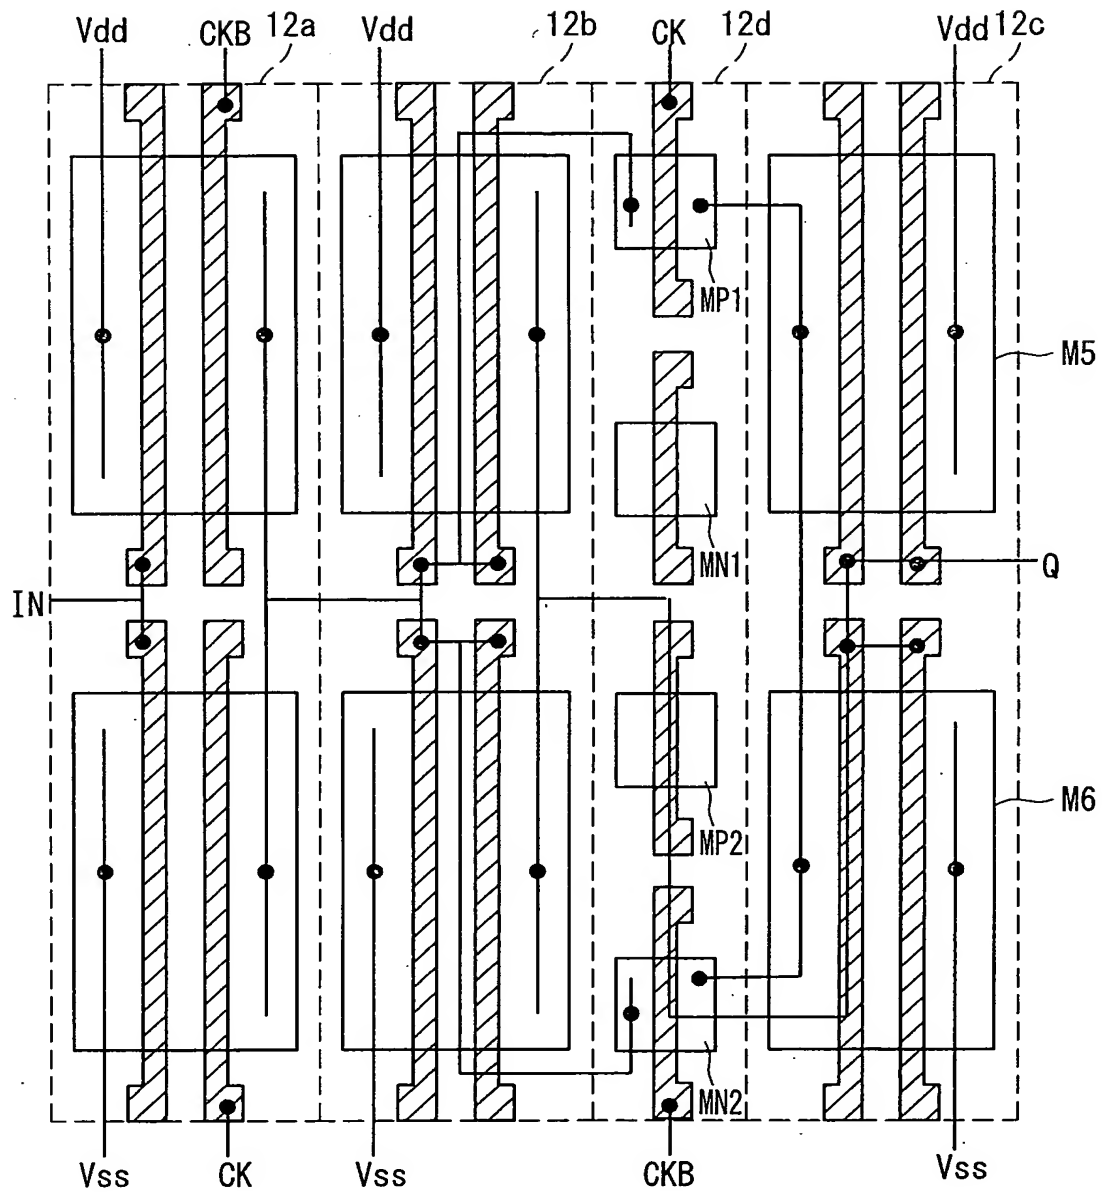 Vdd CKB 12a Vdd 12b CK 12d Vdd 12c
MP1
M5
MN1
Q
IN
MP2
M6
MN2
Vss CK Vss CKB Vss